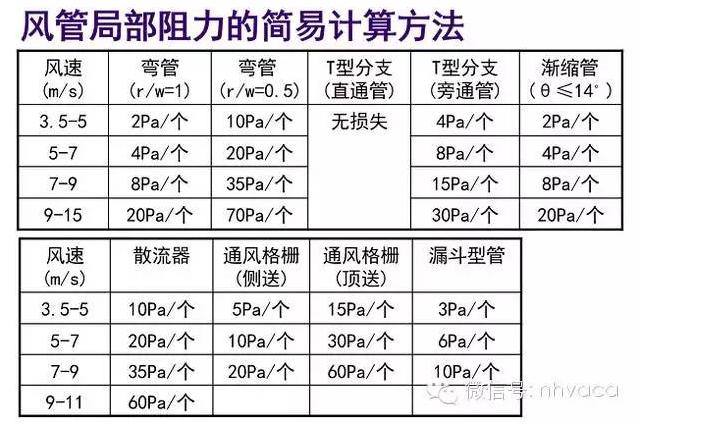 风管局部阻力的简易计算方法
风速 弯管 弯管 T型分支 T型分支 渐缩管
(m/s) (r/w=1) (r/w=0.5) (直通管) (旁通管) (θ≤14°)
3.5-5 2Pa/个 10Pa/个 无损失 4Pa/个 2Pa/个
5-7 4Pa/个 20Pa/个 8Pa/个 4Pa/个
7-9 8Pa/个 35Pa/个 15Pa/个 8Pa/个
9-15 20Pa/个 70Pa/个 30Pa/个 20Pa/个
风速 散流器 通风格栅 通风格栅 漏斗型管
(m/s) (侧送) (顶送)
3.5-5 10Pa/个 5Pa/个 15Pa/个 3Pa/个
5-7 20Pa/个 10Pa/个 30Pa/个 6Pa/个
7-9 35Pa/个 20Pa/个 60Pa/个 10Pa/个
9-11 60Pa/个
微信号: nhvaca